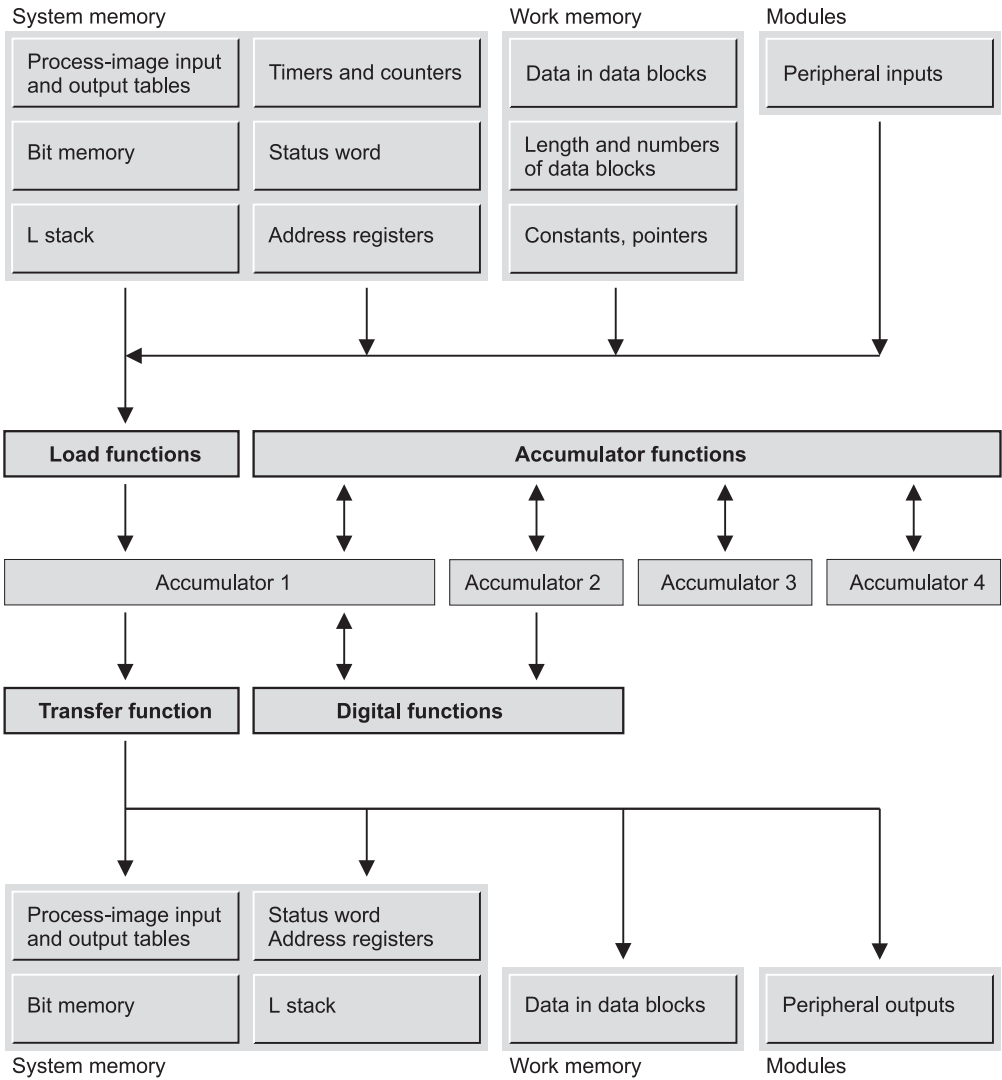 System memory
Work memory
Modules
Process-image input
and output tables
Timers and counters
Data in data blocks
Peripheral inputs
Bit memory
Status word
Length and numbers
of data blocks
L stack
Address registers
Constants, pointers
Load functions
Accumulator functions
Accumulator 1
Accumulator 2
Accumulator 3
Accumulator 4
Transfer function
Digital functions
Process-image input
and output tables
Status word
Address registers
Bit memory
L stack
Data in data blocks
Peripheral outputs
System memory
Work memory
Modules